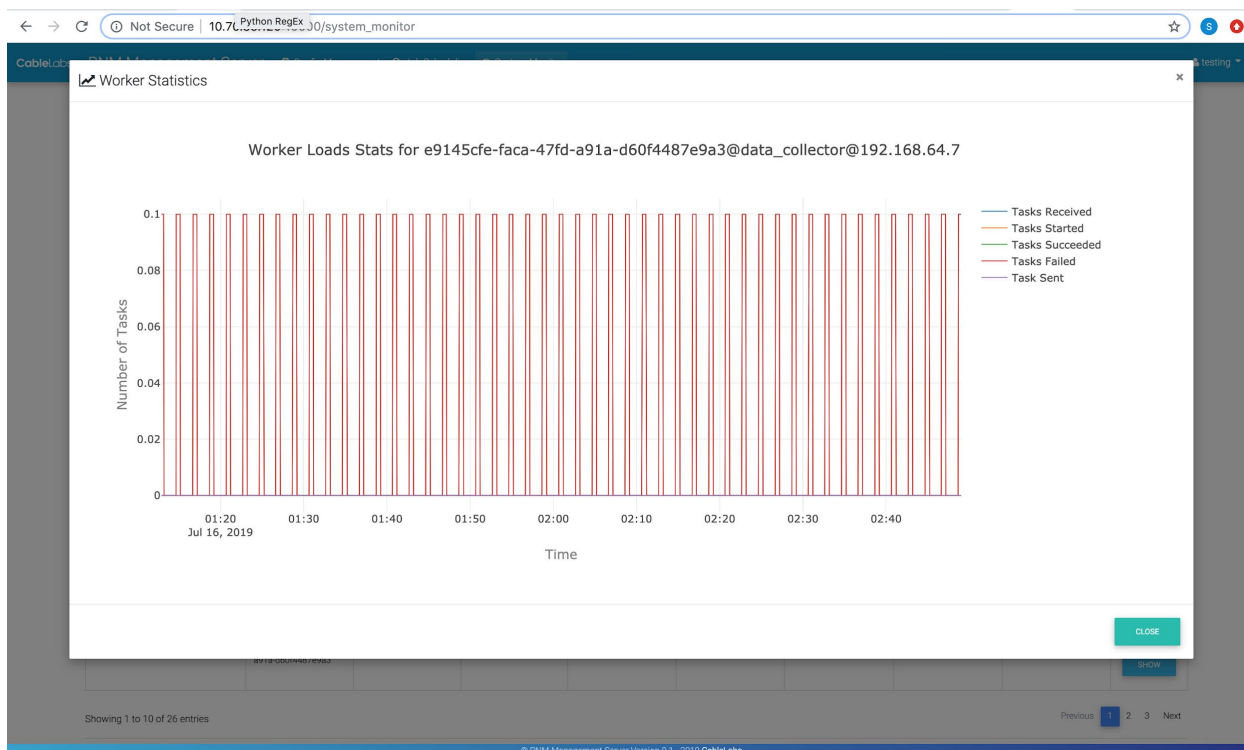 Not Secure
Python RegEx
/system_monitor
S
CableLabs
testing
Worker Statistics
×
Worker Loads Stats for e9145cfe-faca-47fd-a91a-d60f4487e9a3@data_collector@192.168.64.7
Number of Tasks
0.1
0.08
0.06
0.04
0.02
0
Tasks Received
Tasks Started
Tasks Succeeded
Tasks Failed
Task Sent
01:20
01:30
01:40
01:50
02:00
02:10
02:20
02:30
02:40
Jul 16, 2019
Time
CLOSE
a91a-d60f4487e9a3
SHOW
Showing 1 to 10 of 26 entries
Previous 1 2 3 Next